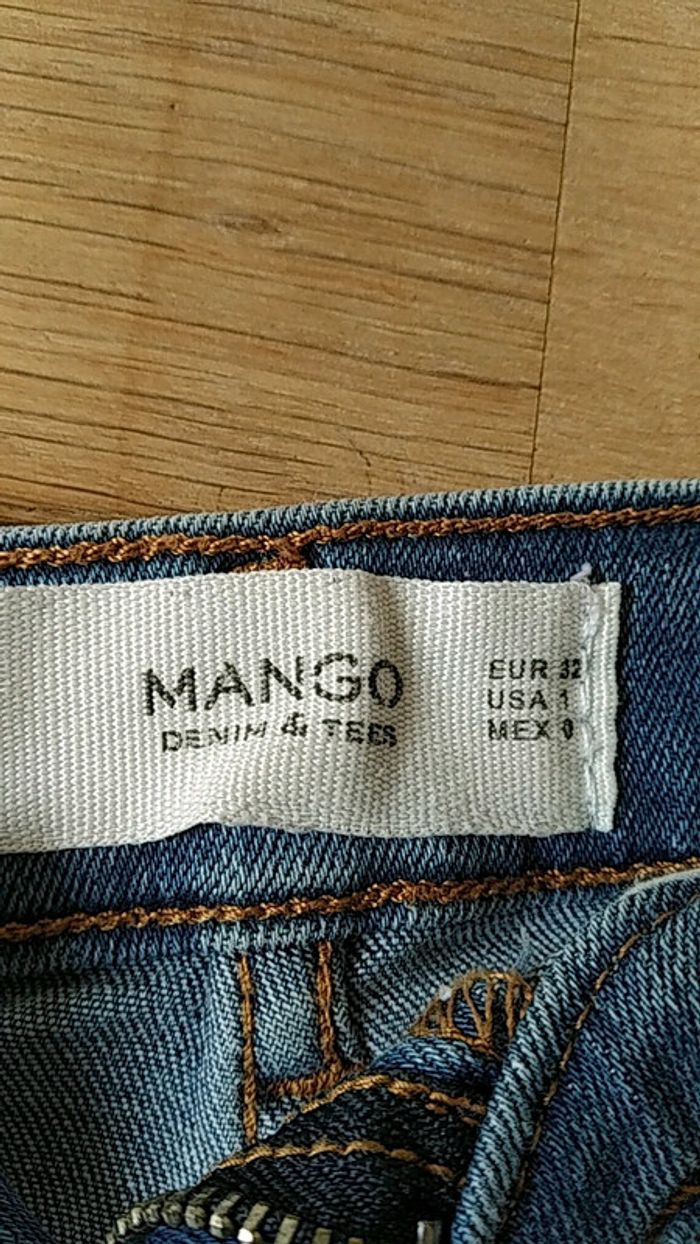 MANGO
DENIM & TEES
EUR 32
USA 1
MEX 0